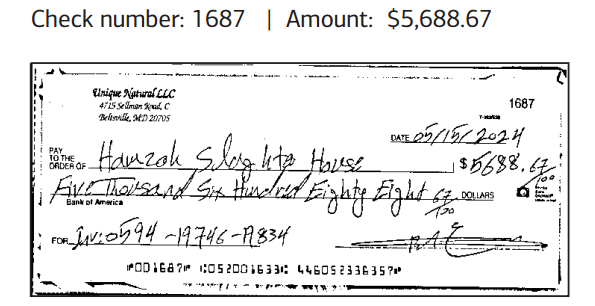 Check number: 1687 | Amount: $5,688.67
Unique Natural LLC
4715 Sellman Road, C
Beltsville, MD 20705
1687
DATE 05/15/2024
PAY TO THE ORDER OF Hamzah Slaghta House $5688.67/100
Five Thousand Six Hundred Eighty Eight 67/100 DOLLARS
Bank of America
FOR Inv: 0594 -19746-A834
⑈001687⑈ ⑆052001633⑆ 446052336357⑈